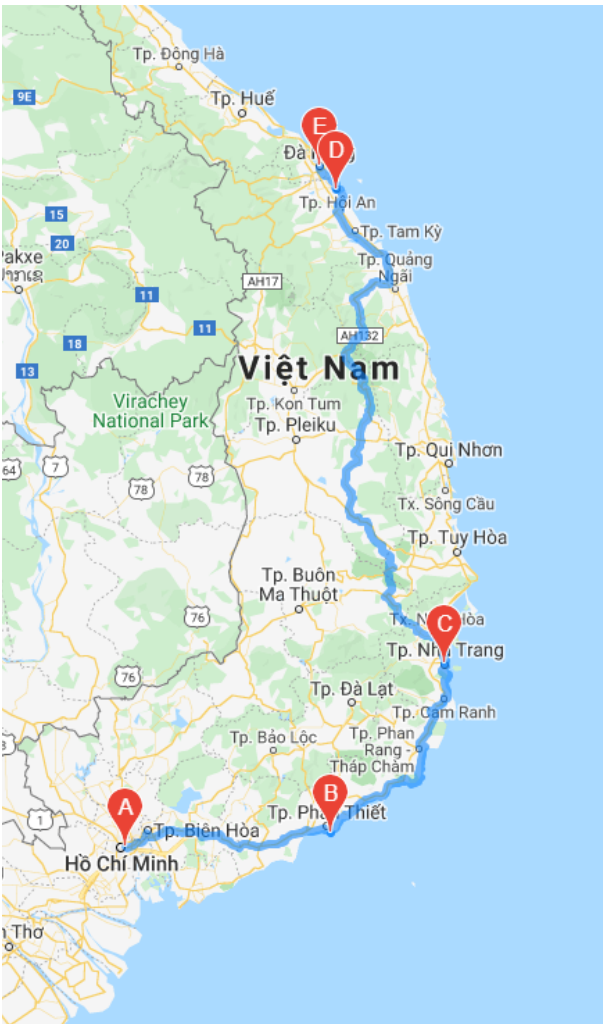 Tp. Đông Hà
9E
Tp. Huế
E
D
Đà
Tp. Hội An
15
20
Tp. Tam Kỳ
Tp. Quảng
Ngãi
AH17
11
11
AH132
18
13
Việt Nam
Virachey
National Park
Tp. Kon Tum
Tp. Pleiku
Tp. Qui Nhơn
64
7
78
78
Tx. Sông Cầu
Tp. Tuy Hòa
Tp. Buôn
Ma Thuột
76
Tx. Hòa
C
Tp. Nha Trang
76
Tp. Đà Lạt
Tp. Cam Ranh
Tp. Bảo Lộc
Tp. Phan
Rang -
Tháp Chàm
B
A
1
Tp. Phan Thiết
Tp. Biên Hòa
Hồ Chí Minh
Thơ